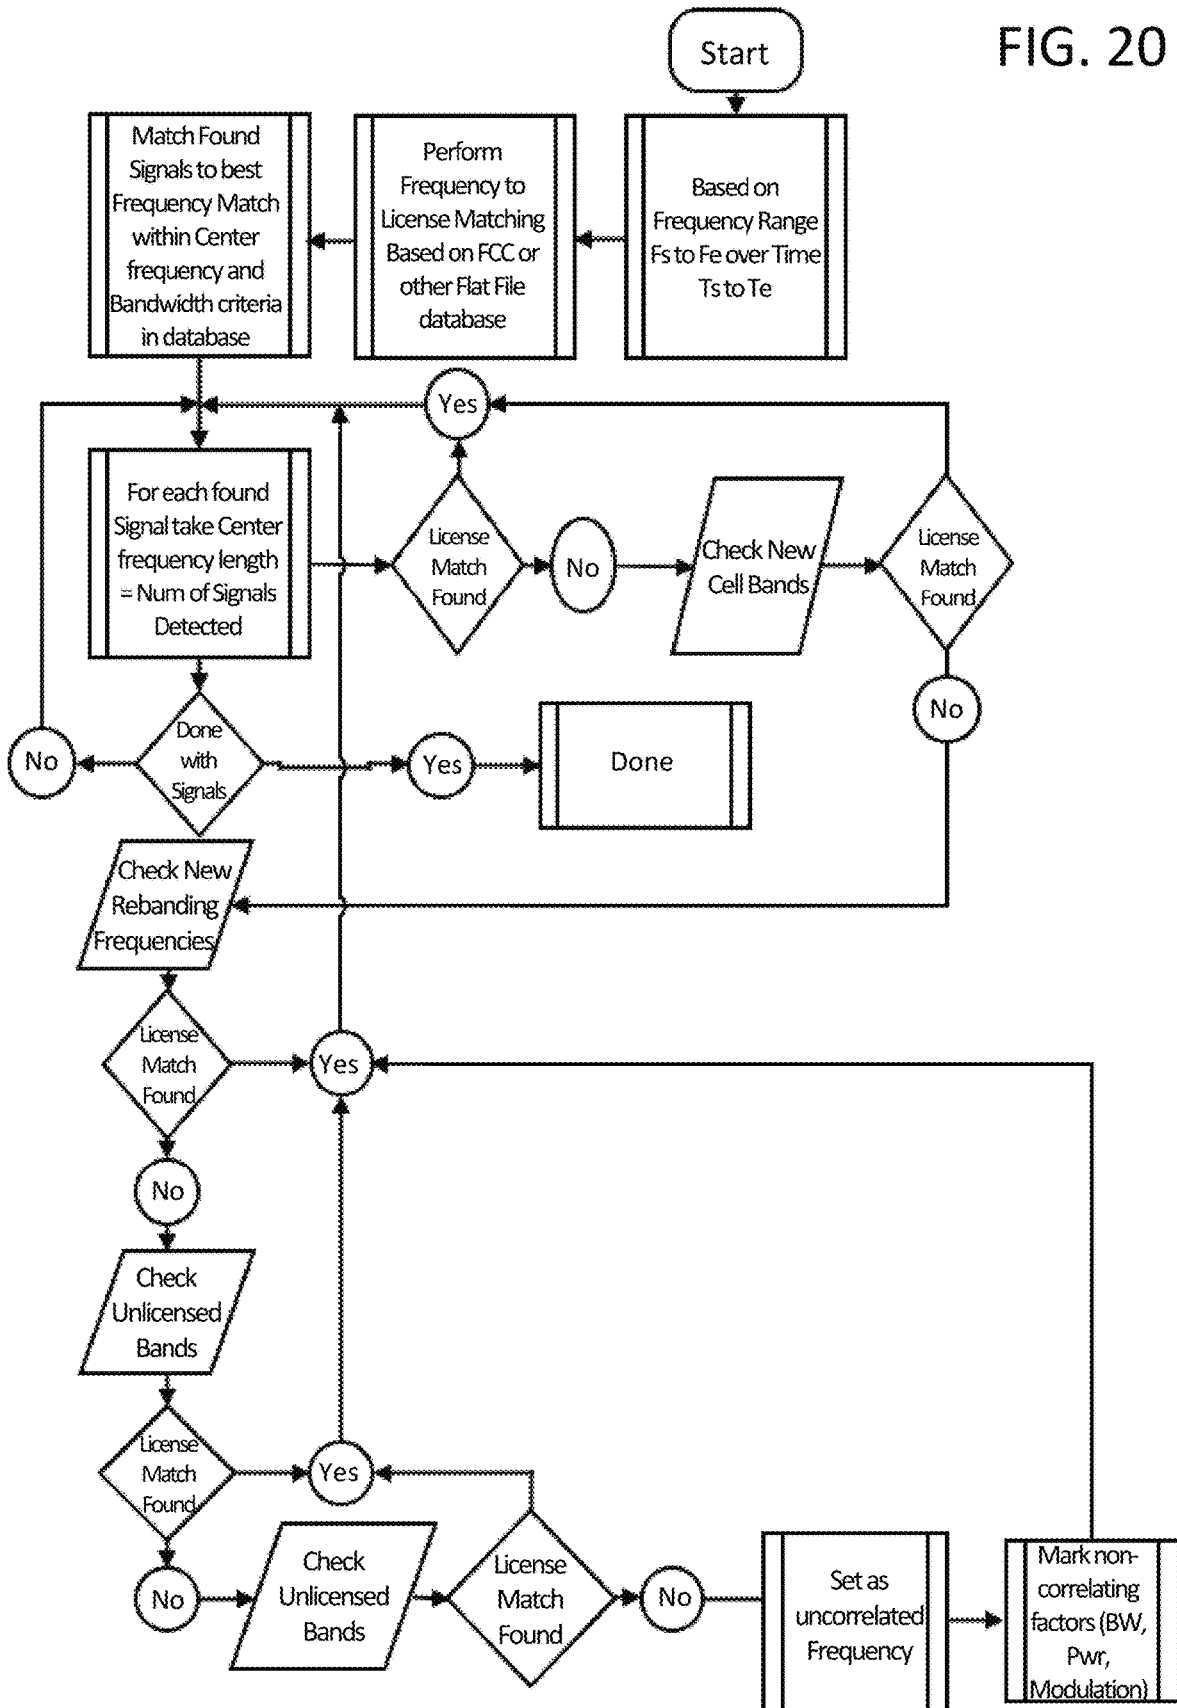 FIG. 20
Start
Match Found
Signals to best
Frequency Match
within Center
frequency and
Bandwidth criteria
in database
Perform
Frequency to
License Matching
Based on FCC or
other Flat File
database
Based on
Frequency Range
Fs to Fe over Time
Ts to Te
Yes
For each found
Signal take Center
frequency length
= Num of Signals
Detected
License
Match
Found
No
Check New
Cell Bands
License
Match
Found
No
No
Done
with
Signals
Yes
Done
Check New
Rebanding
Frequencies
License
Match
Found
Yes
No
Check
Unlicensed
Bands
License
Match
Found
Yes
No
Check
Unlicensed
Bands
License
Match
Found
No
Set as
uncorrelated
Frequency
Mark non-
correlating
factors (BW,
Pwr,
Modulation)